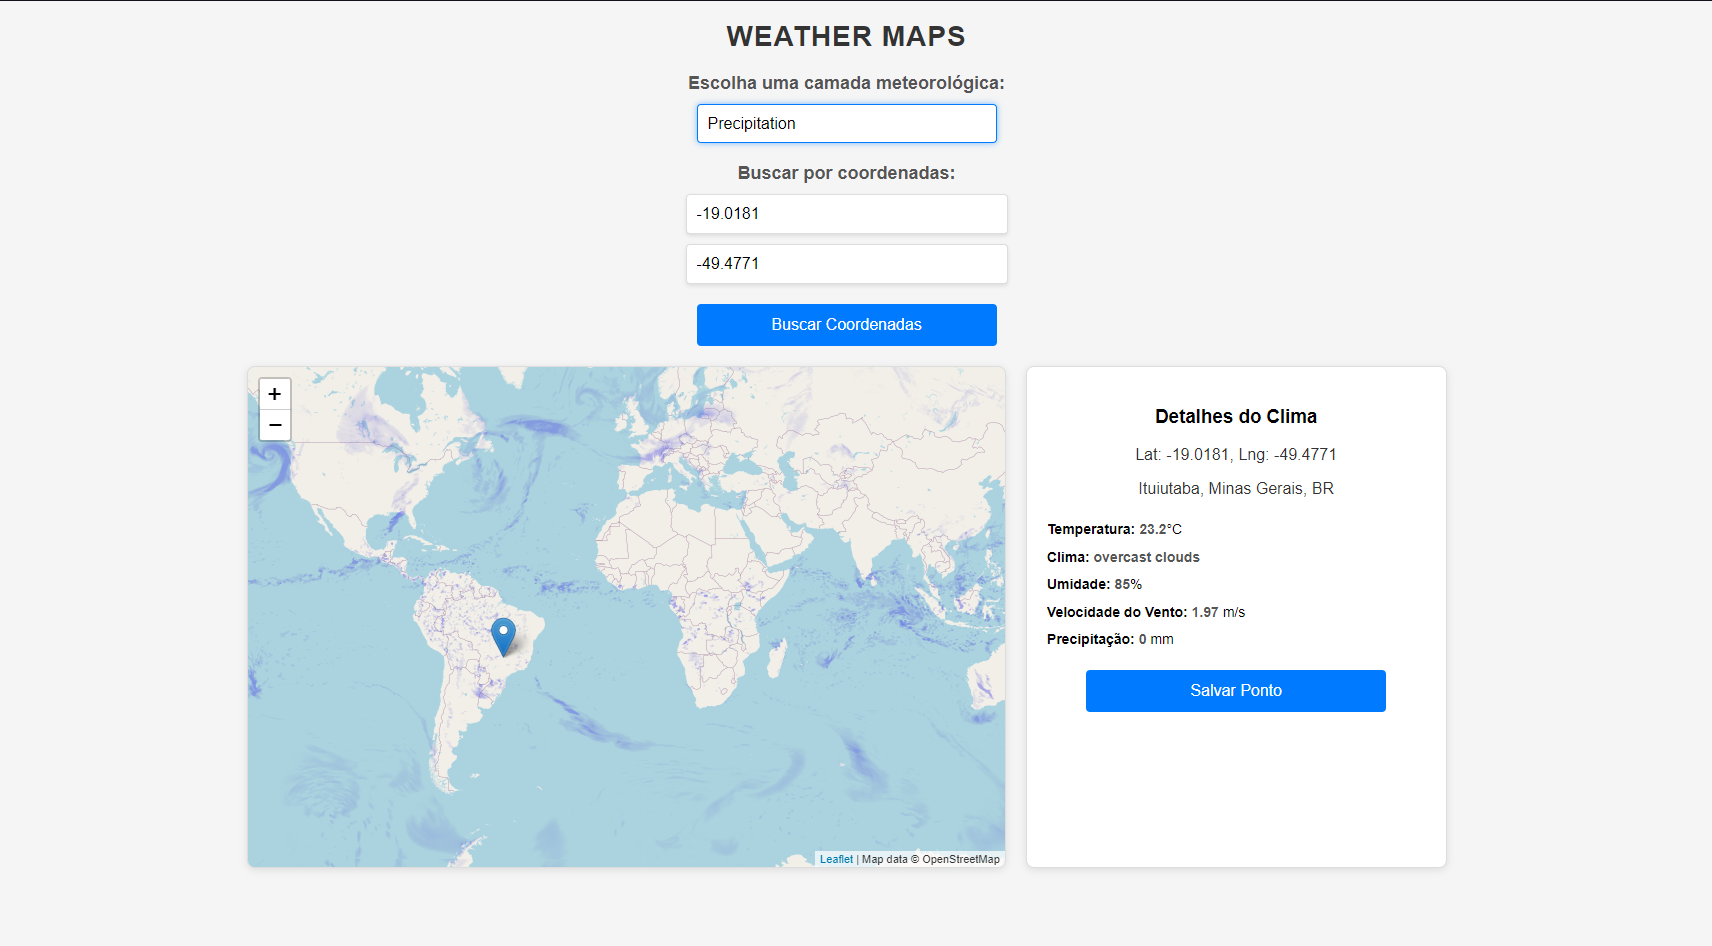 WEATHER MAPS
Escolha uma camada meteorológica:
Precipitation
Buscar por coordenadas:
-19.0181
-49.4771
Buscar Coordenadas
+
−
Leaflet | Map data © OpenStreetMap
Detalhes do Clima
Lat: -19.0181, Lng: -49.4771
Ituiutaba, Minas Gerais, BR
Temperatura: 23.2°C
Clima: overcast clouds
Umidade: 85%
Velocidade do Vento: 1.97 m/s
Precipitação: 0 mm
Salvar Ponto